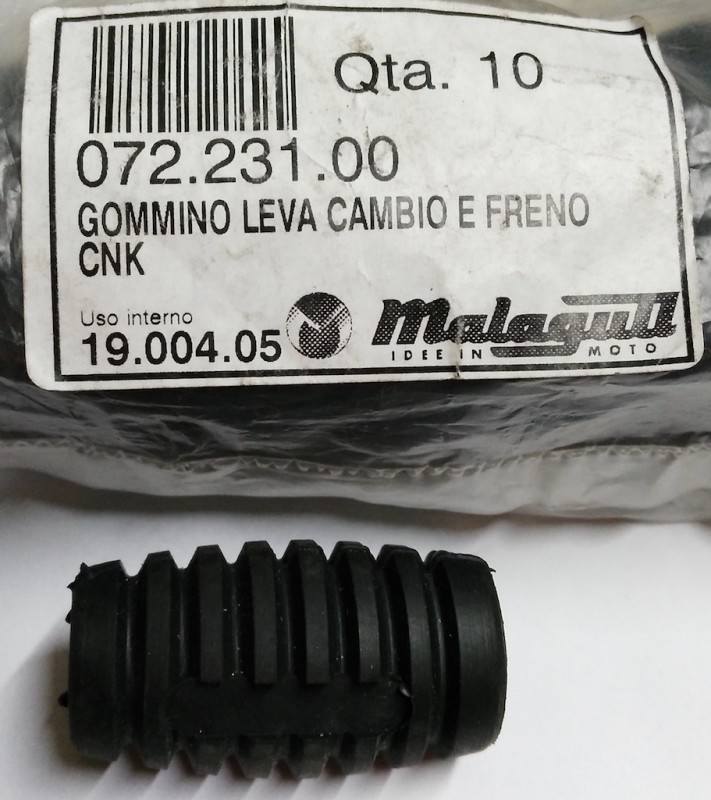 Qta. 10
072.231.00
GOMMINO LEVA CAMBIO E FRENO
CNK
Uso interno
19.004.05
Malaguti
IDEE IN MOTO